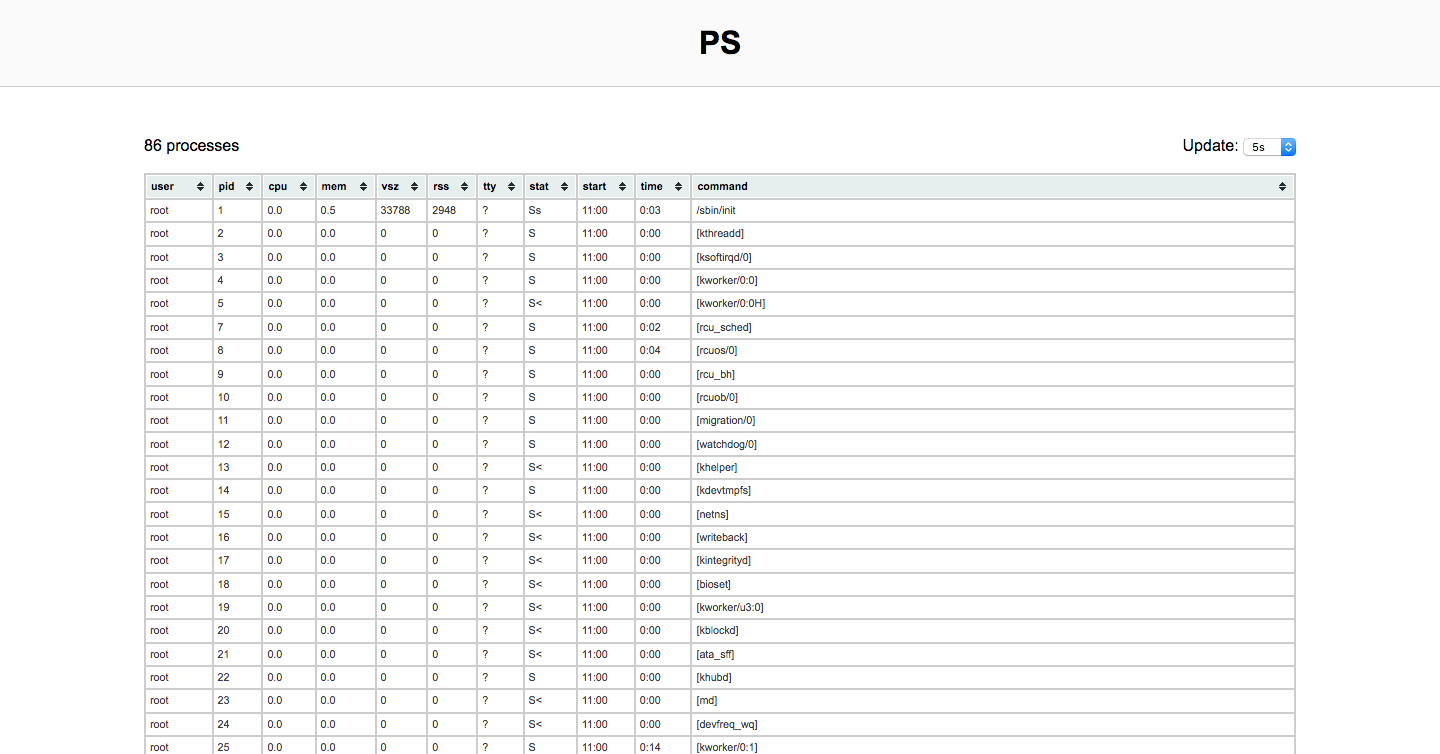 PS
86 processes Update: 5s
user pid cpu mem vsz rss tty stat start time command
root 1 0.0 0.5 33788 2948 ? Ss 11:00 0:03 /sbin/init
root 2 0.0 0.0 0 0 ? S 11:00 0:00 [kthreadd]
root 3 0.0 0.0 0 0 ? S 11:00 0:00 [ksoftirqd/0]
root 4 0.0 0.0 0 0 ? S 11:00 0:00 [kworker/0:0]
root 5 0.0 0.0 0 0 ? S< 11:00 0:00 [kworker/0:0H]
root 7 0.0 0.0 0 0 ? S 11:00 0:02 [rcu_sched]
root 8 0.0 0.0 0 0 ? S 11:00 0:04 [rcuos/0]
root 9 0.0 0.0 0 0 ? S 11:00 0:00 [rcu_bh]
root 10 0.0 0.0 0 0 ? S 11:00 0:00 [rcuob/0]
root 11 0.0 0.0 0 0 ? S 11:00 0:00 [migration/0]
root 12 0.0 0.0 0 0 ? S 11:00 0:00 [watchdog/0]
root 13 0.0 0.0 0 0 ? S< 11:00 0:00 [khelper]
root 14 0.0 0.0 0 0 ? S 11:00 0:00 [kdevtmpfs]
root 15 0.0 0.0 0 0 ? S< 11:00 0:00 [netns]
root 16 0.0 0.0 0 0 ? S< 11:00 0:00 [writeback]
root 17 0.0 0.0 0 0 ? S< 11:00 0:00 [kintegrityd]
root 18 0.0 0.0 0 0 ? S< 11:00 0:00 [bioset]
root 19 0.0 0.0 0 0 ? S< 11:00 0:00 [kworker/u3:0]
root 20 0.0 0.0 0 0 ? S< 11:00 0:00 [kblockd]
root 21 0.0 0.0 0 0 ? S< 11:00 0:00 [ata_sff]
root 22 0.0 0.0 0 0 ? S 11:00 0:00 [khubd]
root 23 0.0 0.0 0 0 ? S< 11:00 0:00 [md]
root 24 0.0 0.0 0 0 ? S< 11:00 0:00 [devfreq_wq]
root 25 0.0 0.0 0 0 ? S 11:00 0:14 [kworker/0:1]